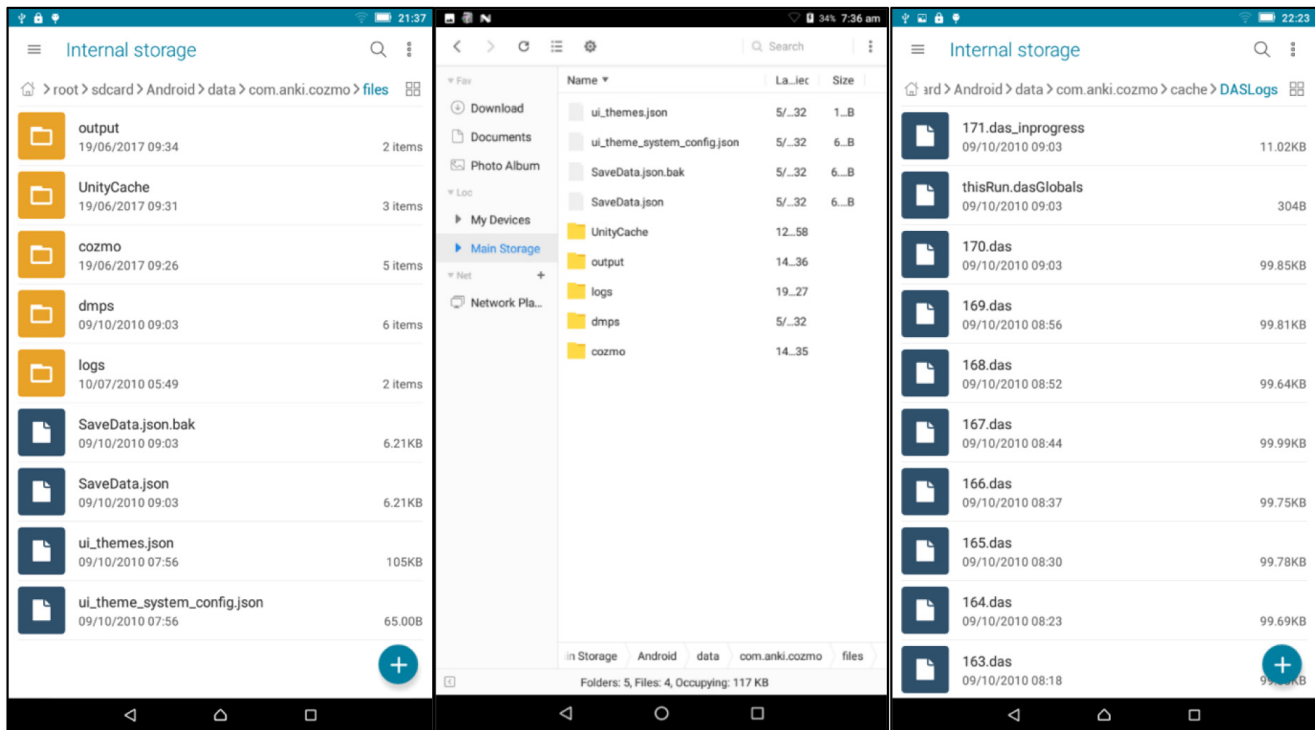 21:37
Internal storage
> root > sdcard > Android > data > com.anki.cozmo > files
output
19/06/2017 09:34
2 items
UnityCache
19/06/2017 09:31
3 items
cozmo
19/06/2017 09:26
5 items
dmps
09/10/2010 09:03
6 items
logs
10/07/2010 05:49
2 items
SaveData.json.bak
09/10/2010 09:03
6.21KB
SaveData.json
09/10/2010 09:03
6.21KB
ui_themes.json
09/10/2010 07:56
105KB
ui_theme_system_config.json
09/10/2010 07:56
65.00B
34% 7:36 am
Search
Fav
Download
Documents
Photo Album
Loc
My Devices
Main Storage
Net +
Network Pla...
Name La...iec Size
ui_themes.json 5/...32 1...B
ui_theme_system_config.json 5/...32 6...B
SaveData.json.bak 5/...32 6...B
SaveData.json 5/...32 6...B
UnityCache 12...58
output 14...36
logs 19...27
dmps 5/...32
cozmo 14...35
in Storage Android data com.anki.cozmo files
Folders: 5, Files: 4, Occupying: 117 KB
22:23
Internal storage
ard > Android > data > com.anki.cozmo > cache > DASLogs
171.das_inprogress
09/10/2010 09:03
11.02KB
thisRun.dasGlobals
09/10/2010 09:03
304B
170.das
09/10/2010 09:03
99.85KB
169.das
09/10/2010 08:56
99.81KB
168.das
09/10/2010 08:52
99.64KB
167.das
09/10/2010 08:44
99.99KB
166.das
09/10/2010 08:37
99.75KB
165.das
09/10/2010 08:30
99.78KB
164.das
09/10/2010 08:23
99.69KB
163.das
09/10/2010 08:18